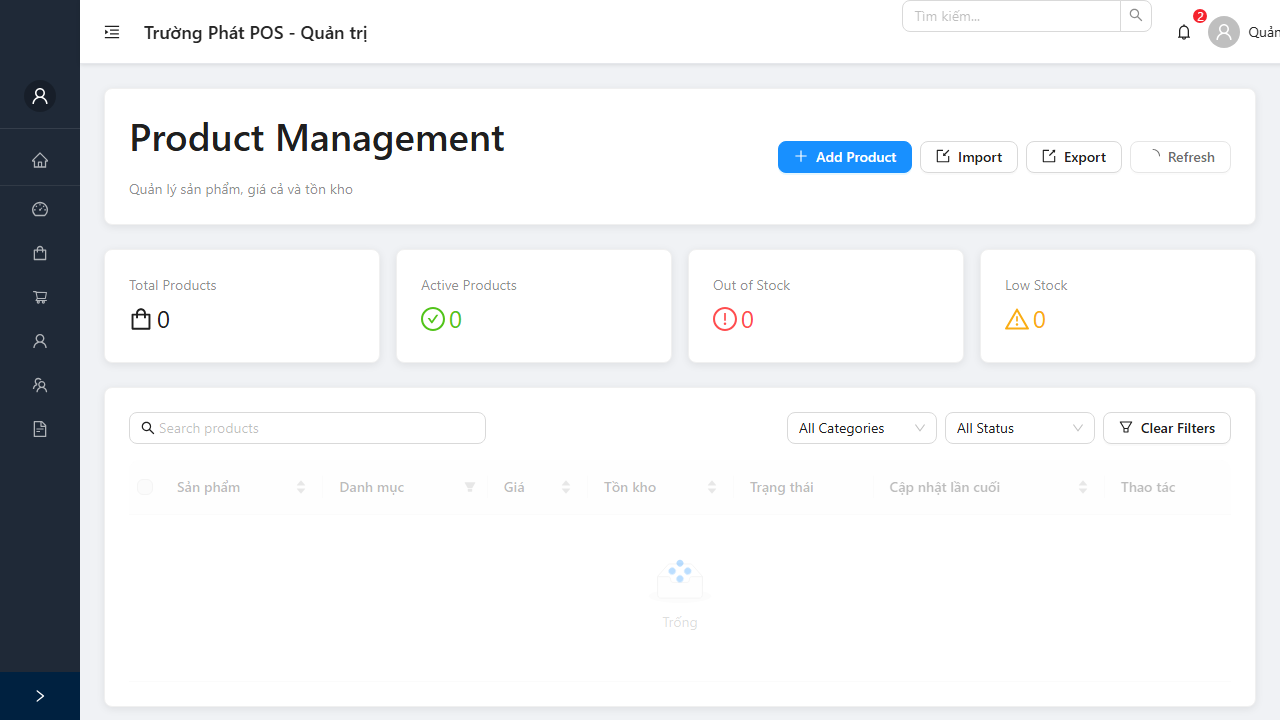 Trường Phát POS - Quản trị
Tìm kiếm...
2
Quản
Product Management
Quản lý sản phẩm, giá cả và tồn kho
Add Product
Import
Export
Refresh
Total Products
0
Active Products
0
Out of Stock
0
Low Stock
0
Search products
All Categories
All Status
Clear Filters
Sản phẩm
Danh mục
Giá
Tồn kho
Trạng thái
Cập nhật lần cuối
Thao tác
Trống